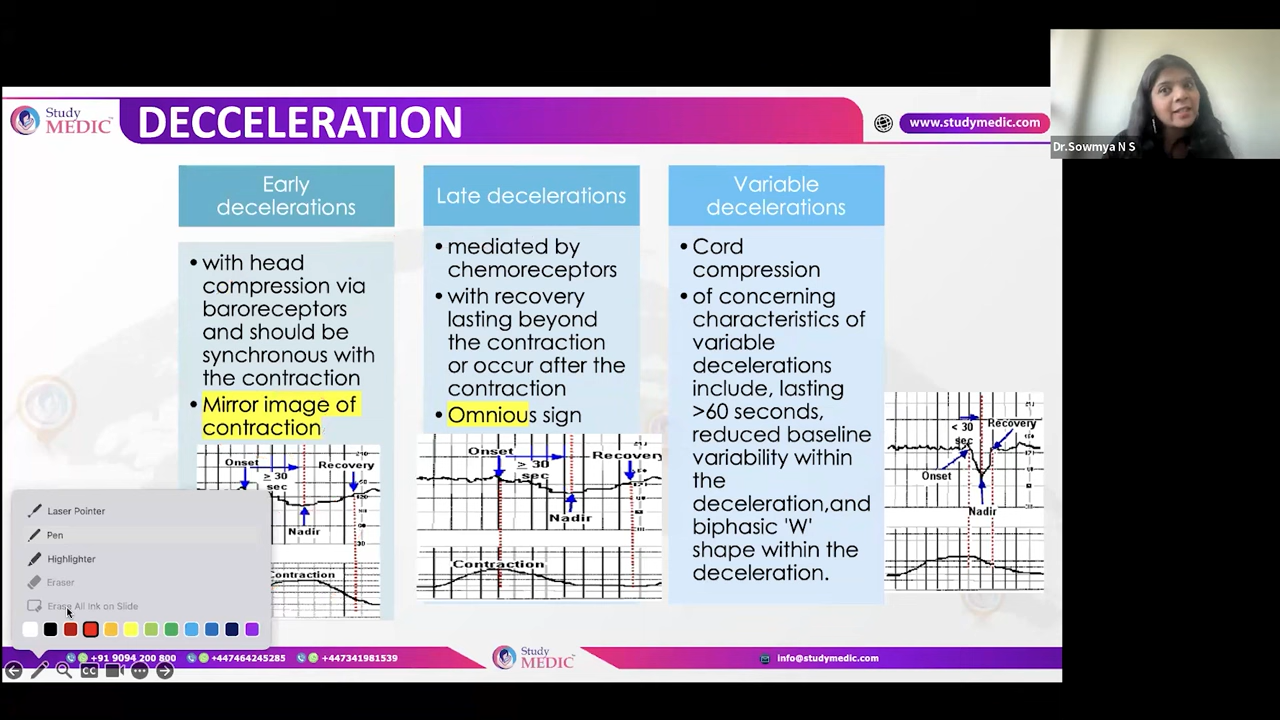 Study
MEDIC
DECCELERATION
www.studymedic.com
Dr.Sowmya N S
Early
decelerations
• with head
compression via
baroreceptors
and should be
synchronous with
the contraction
• Mirror image of
contraction
Onset
≥ 30
sec
Recovery
Nadir
Contraction
Late decelerations
• mediated by
chemoreceptors
• with recovery
lasting beyond
the contraction
or occur after the
contraction
• Omnious sign
Onset
≥ 30
sec
Recovery
Nadir
Contraction
Variable
decelerations
• Cord
compression
• of concerning
characteristics of
variable
decelerations
include, lasting
>60 seconds,
reduced baseline
variability within
the
deceleration,and
biphasic 'W'
shape within the
deceleration.
< 30
sec
Recovery
Onset
Nadir
Laser Pointer
Pen
Highlighter
Eraser
Erase All Ink on Slide
+91 9094 200 800
+447464245285
+447341981539
Study
MEDIC
info@studymedic.com
CC